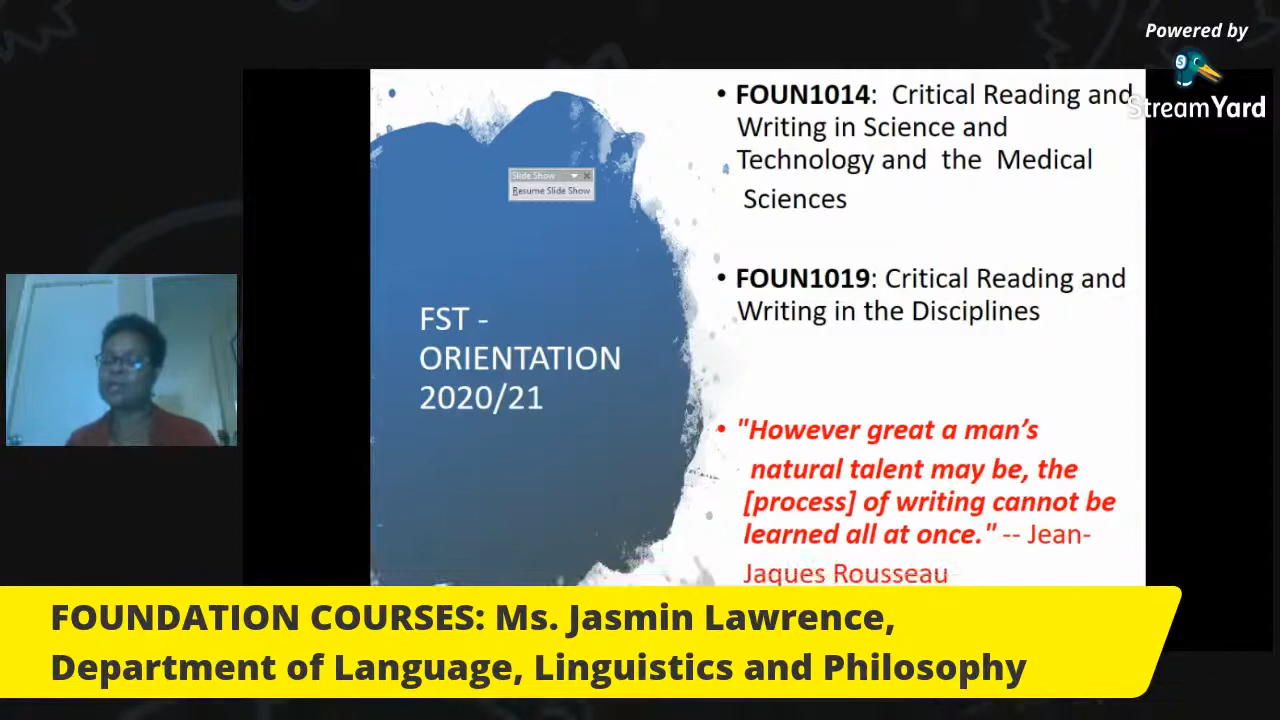 Powered by
StreamYard
• FOUN1014: Critical Reading and
Writing in Science and
Technology and the Medical
Sciences
Slide Show
Resume Slide Show
• FOUN1019: Critical Reading and
Writing in the Disciplines
FST -
ORIENTATION
2020/21
• "However great a man’s
natural talent may be, the
[process] of writing cannot be
learned all at once." -- Jean-
Jaques Rousseau
FOUNDATION COURSES: Ms. Jasmin Lawrence,
Department of Language, Linguistics and Philosophy